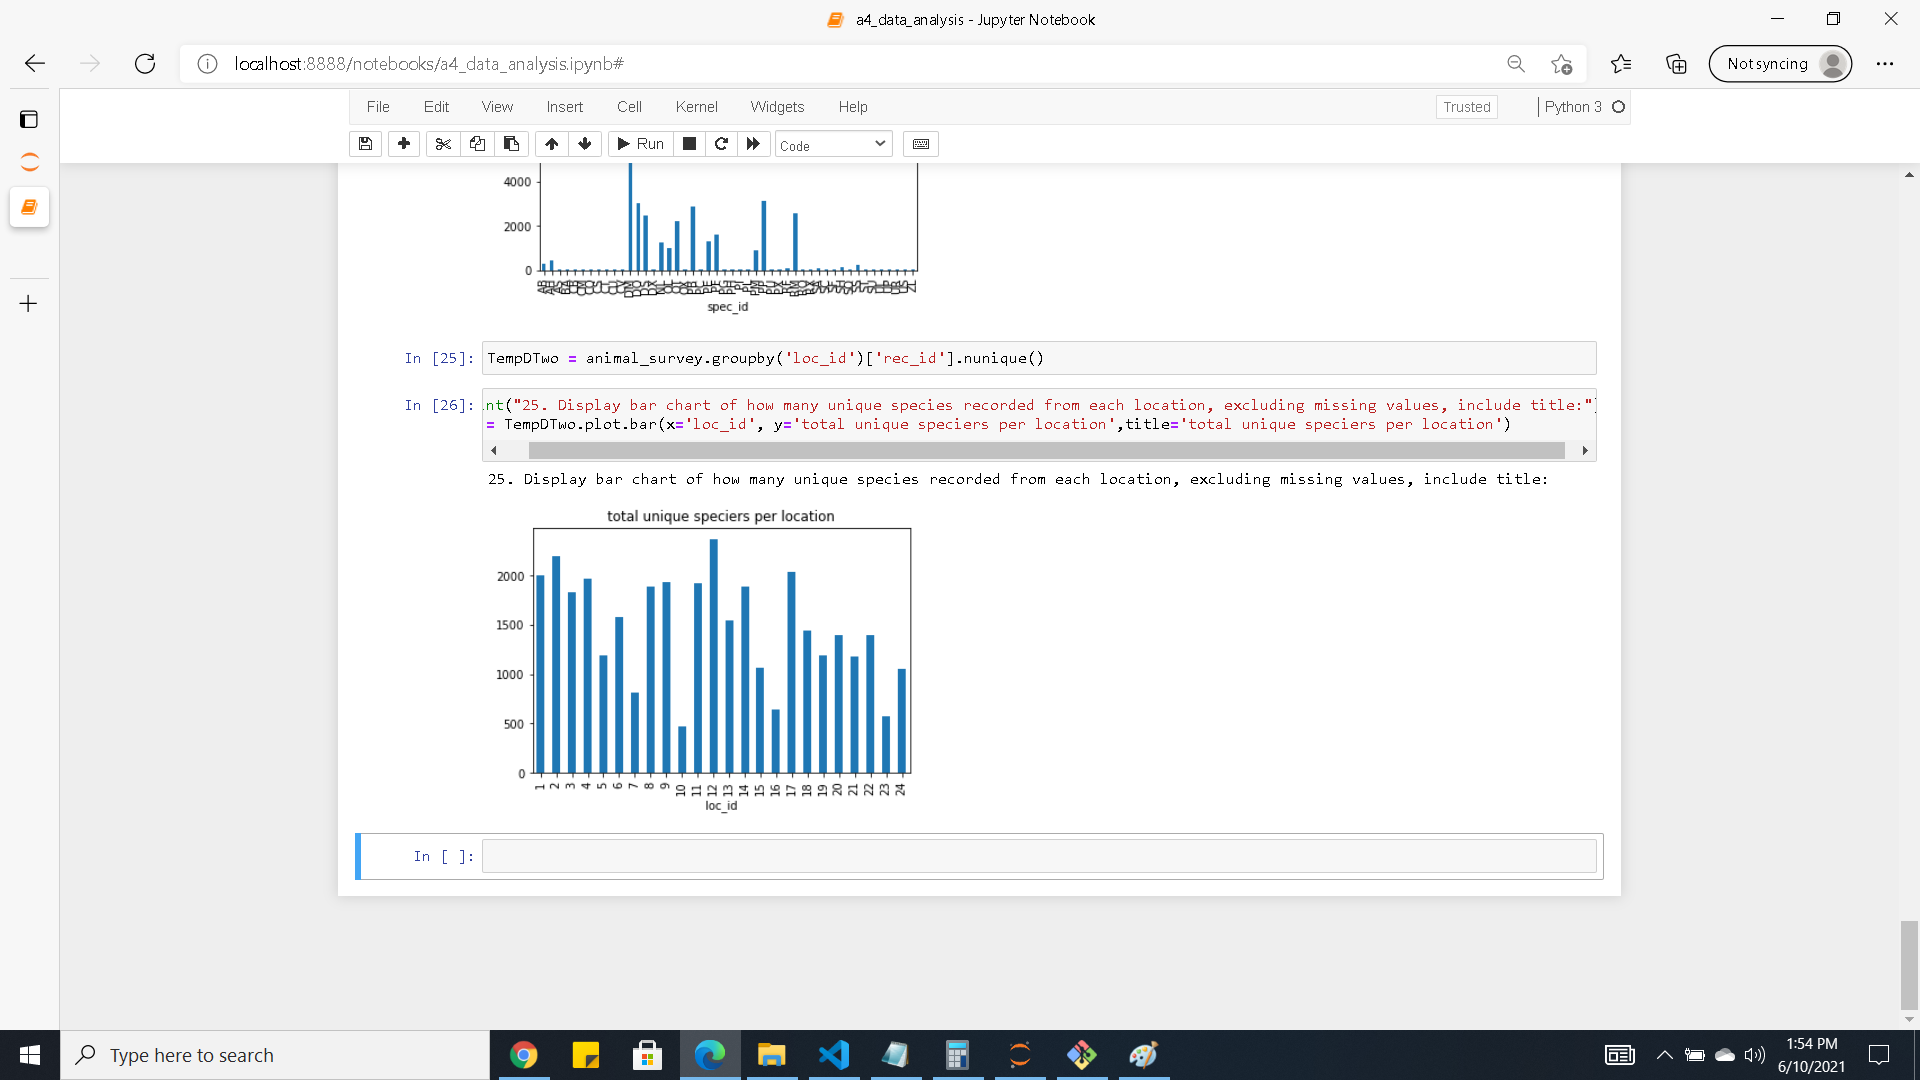 a4_data_analysis - Jupyter Notebook
localhost:8888/notebooks/a4_data_analysis.ipynb#
Not syncing
File Edit View Insert Cell Kernel Widgets Help
Trusted
Python 3
Run
Code
4000
2000
0
spec_id
In [25]:
TempDTwo = animal_survey.groupby('loc_id')['rec_id'].nunique()
In [26]:
nt("25. Display bar chart of how many unique species recorded from each location, excluding missing values, include title:")
= TempDTwo.plot.bar(x='loc_id', y='total unique speciers per location',title='total unique speciers per location')
25. Display bar chart of how many unique species recorded from each location, excluding missing values, include title:
total unique speciers per location
2000
1500
1000
500
0
1 2 3 4 5 6 7 8 9 10 11 12 13 14 15 16 17 18 19 20 21 22 23 24
loc_id
In [ ]:
Type here to search
1:54 PM
6/10/2021